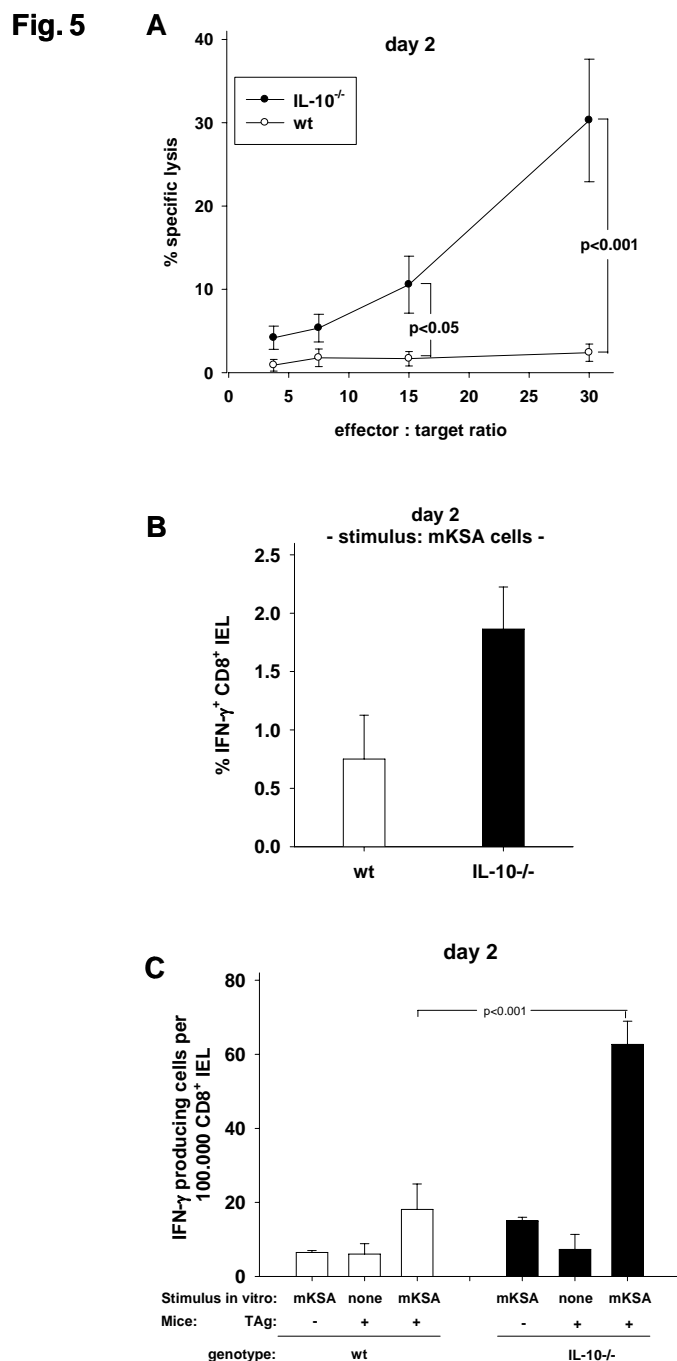 Fig. 5
A
day 2
40
30
20
10
0
% specific lysis
IL-10-/-
wt
p<0.001
p<0.05
0 5 10 15 20 25 30
effector : target ratio
B
day 2
- stimulus: mKSA cells -
2.5
2.0
1.5
1.0
0.5
0.0
% IFN-γ+ CD8+ IEL
wt IL-10-/-
C
day 2
80
60
40
20
0
IFN-γ producing cells per
100.000 CD8+ IEL
p<0.001
Stimulus in vitro: mKSA none mKSA mKSA none mKSA
Mice: TAg: - + + - + +
genotype: wt IL-10-/-